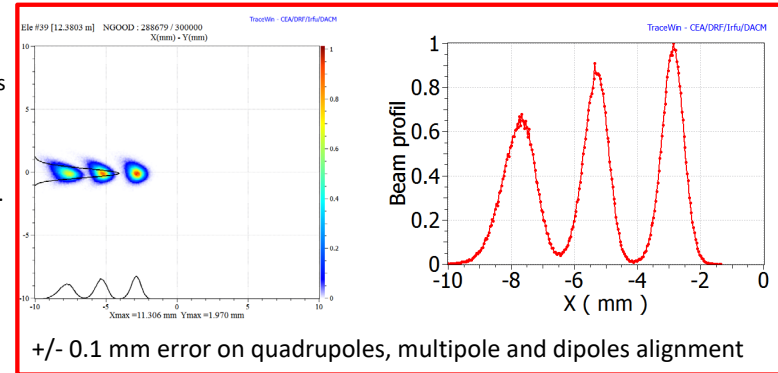 TraceWin - CEA/DRF/Irfu/DACM
Ele #39 [12.3803 m] NGOOD : 288679 / 300000
X(mm) - Y(mm)
10
5
0
-5
-10
-10 -5 0 5 10
Xmax =11.306 mm Ymax =1.970 mm
1
0.8
0.6
0.4
0.2
0
s
TraceWin - CEA/DRF/Irfu/DACM
Beam profil
1
0.8
0.6
0.4
0.2
0
-10 -8 -6 -4 -2 0
X ( mm )
+/- 0.1 mm error on quadrupoles, multipole and dipoles alignment